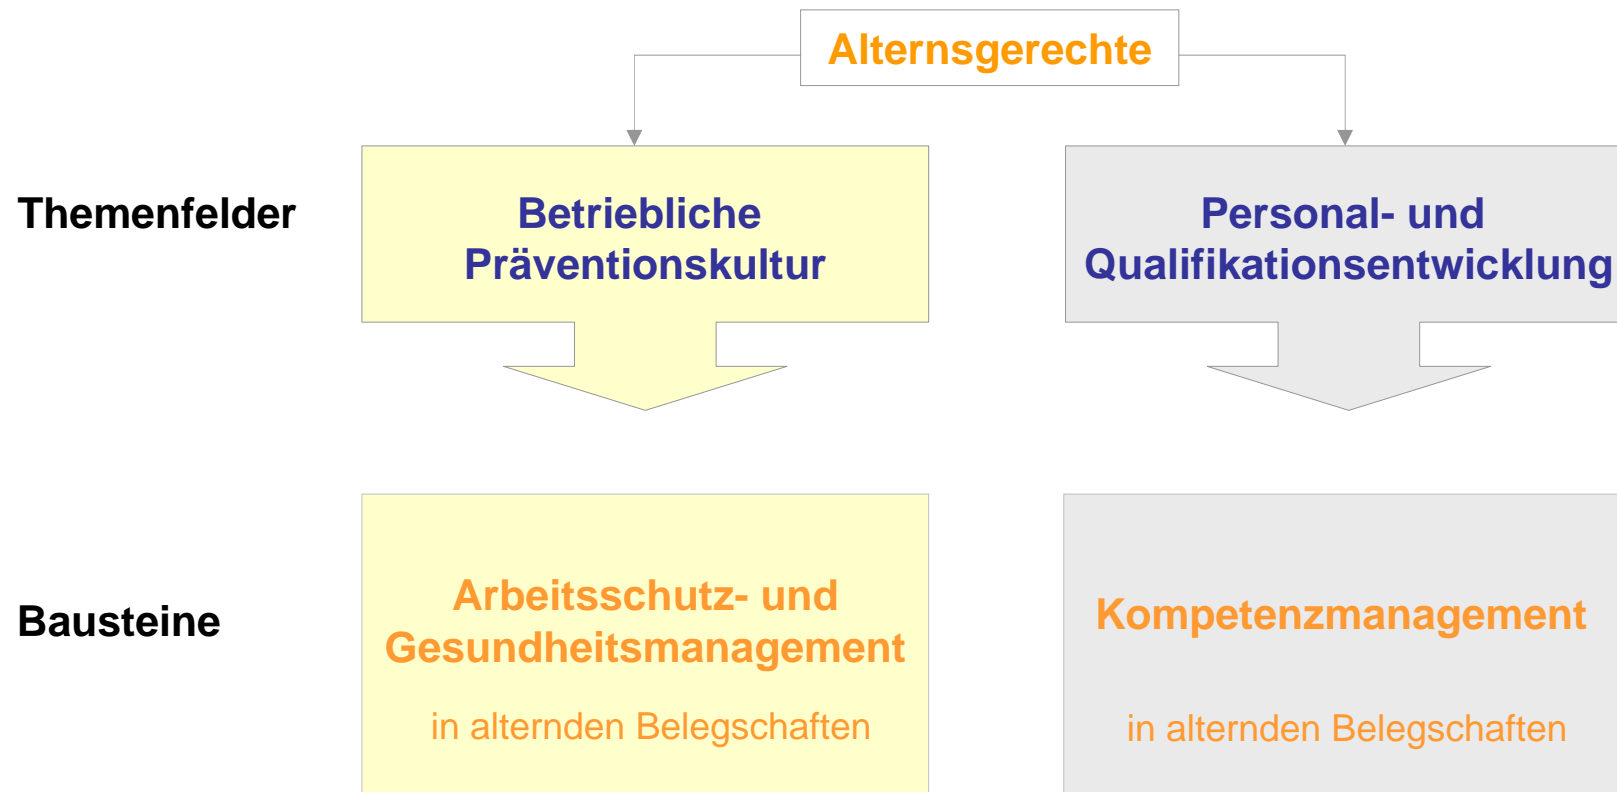 Alternsgerechte
Themenfelder
Betriebliche
Präventionskultur
Personal- und
Qualifikationsentwicklung
Bausteine
Arbeitsschutz- und
Gesundheitsmanagement
in alternden Belegschaften
Kompetenzmanagement
in alternden Belegschaften